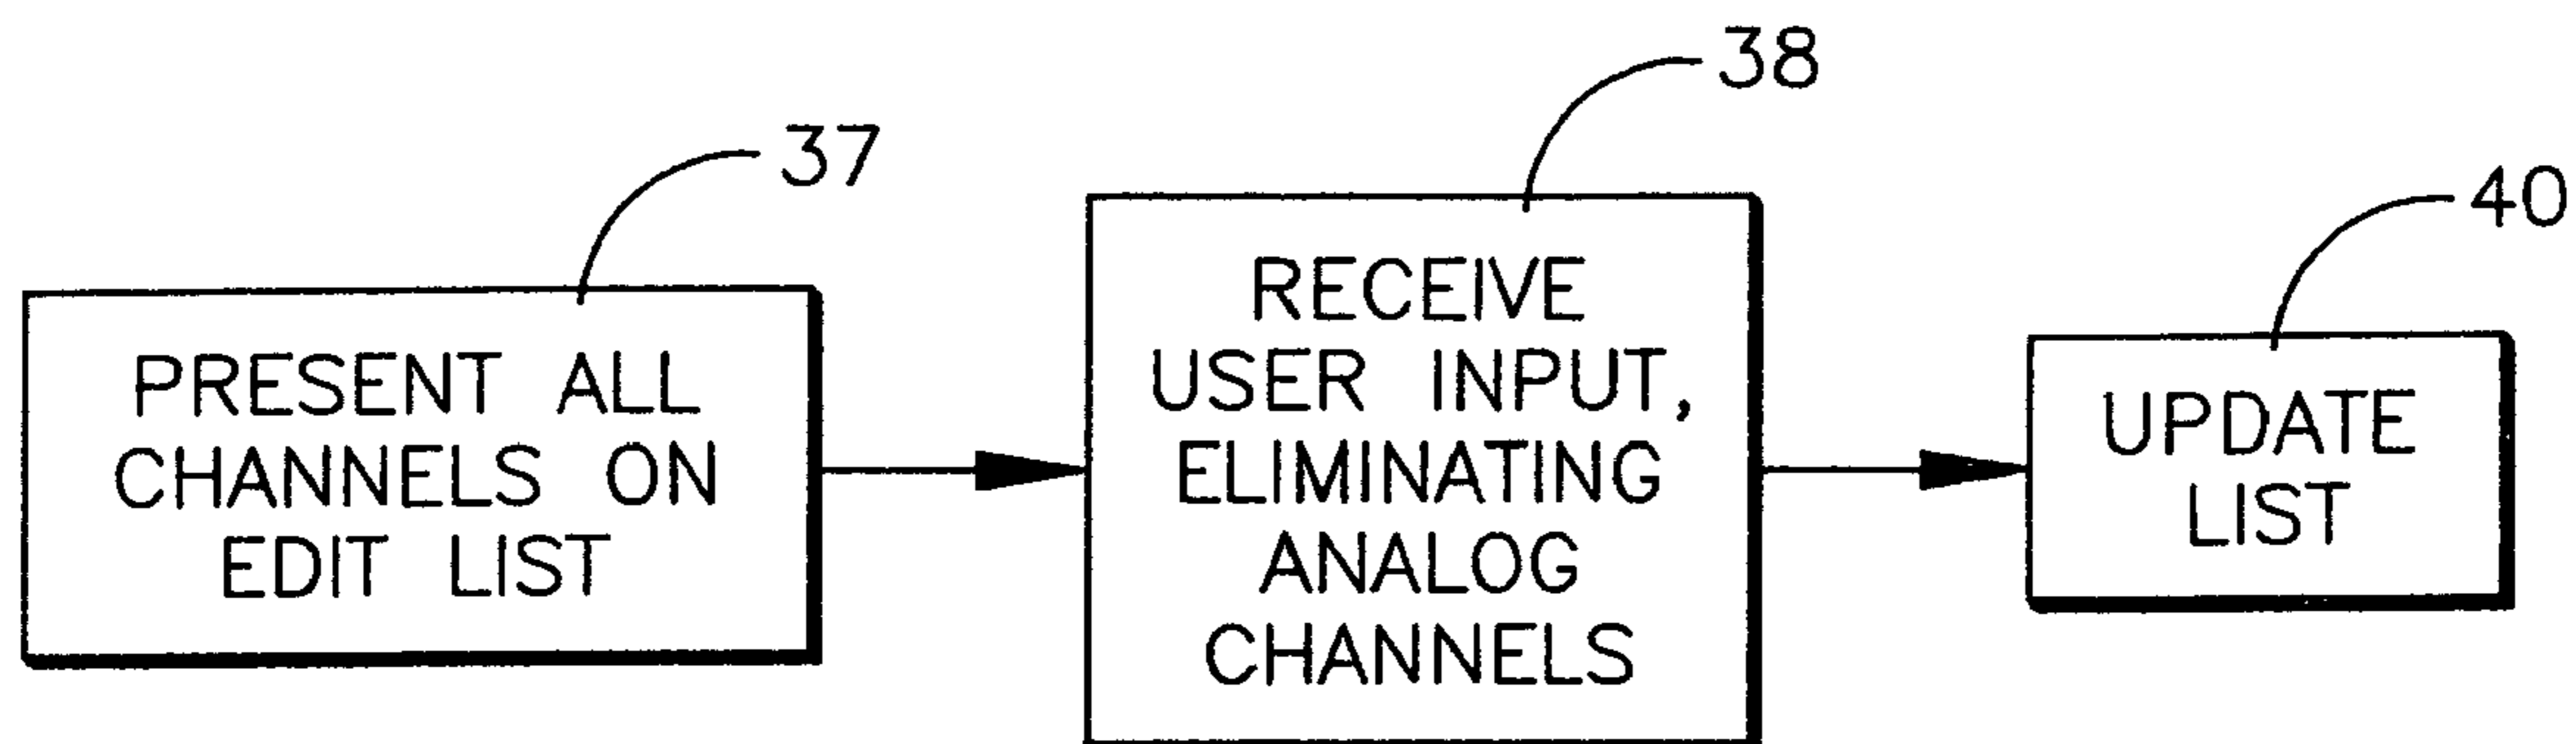 37
PRESENT ALL
CHANNELS ON
EDIT LIST
38
RECEIVE
USER INPUT,
ELIMINATING
ANALOG
CHANNELS
40
UPDATE
LIST